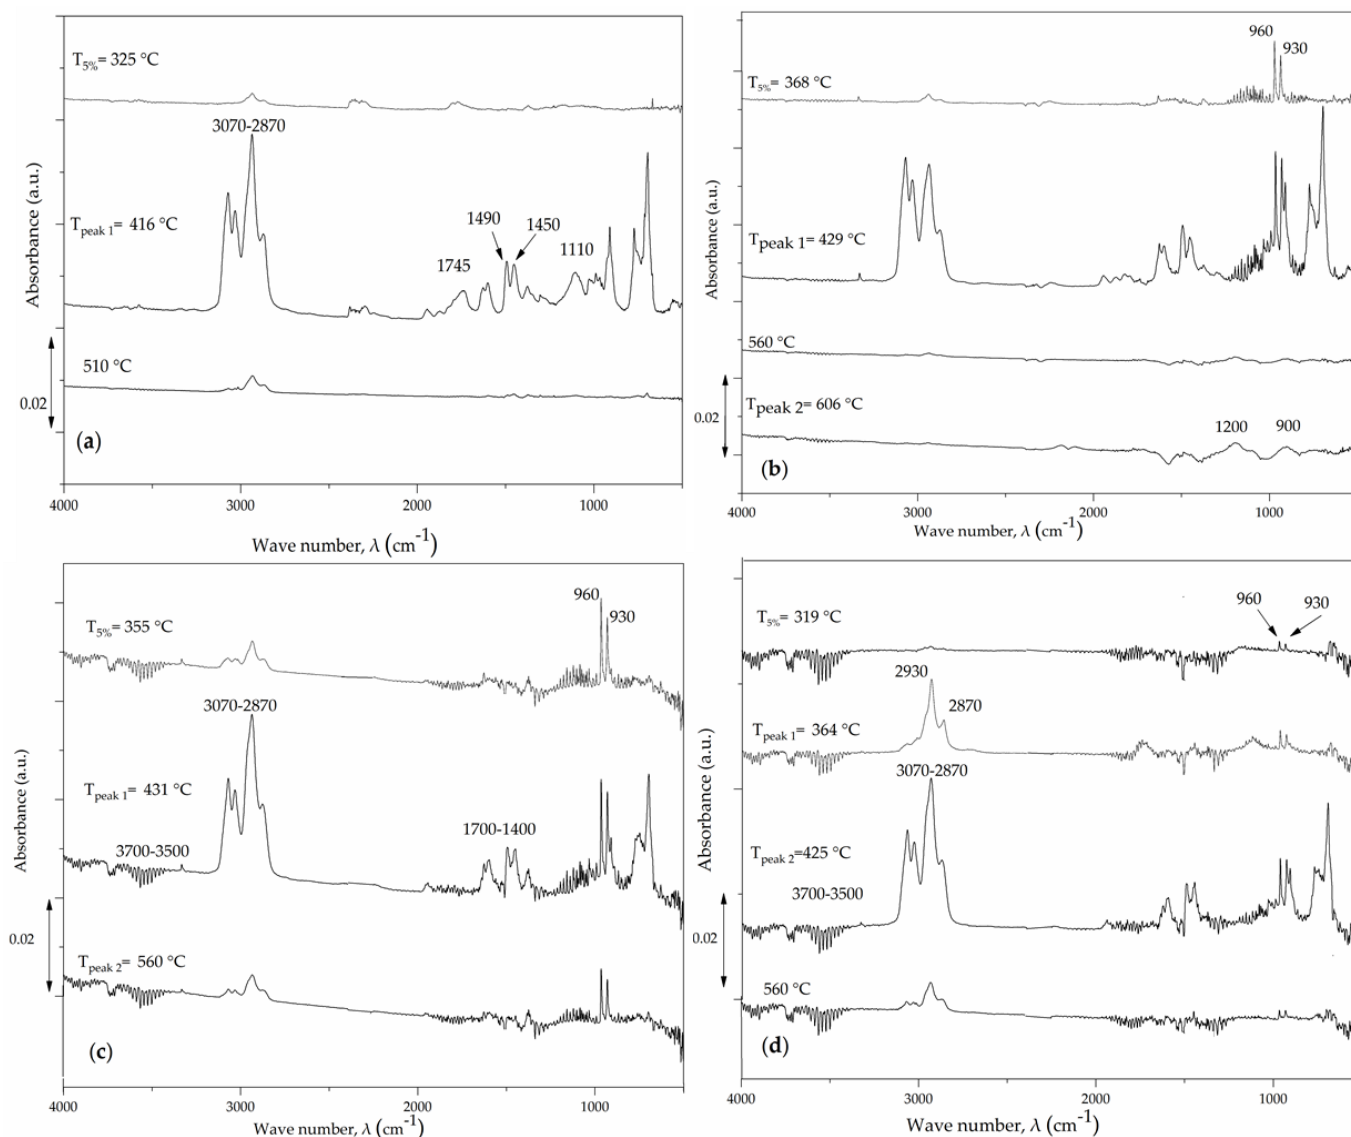 T5%= 325 °C
3070-2870
Tpeak 1= 416 °C
1490
1450
1745
1110
510 °C
0.02
(a)
Absorbance (a.u.)
4000 3000 2000 1000
Wave number, λ (cm-1)
960
930
T5%= 368 °C
Tpeak 1= 429 °C
560 °C
Tpeak 2= 606 °C
0.02
1200
900
(b)
Absorbance (a.u.)
4000 3000 2000 1000
Wave number, λ (cm-1)
960
930
T5%= 355 °C
3070-2870
Tpeak 1= 431 °C
1700-1400
3700-3500
0.02
Tpeak 2= 560 °C
(c)
Absorbance (a.u.)
4000 3000 2000 1000
Wave number, λ (cm-1)
960
930
T5%= 319 °C
2930
2870
Tpeak 1= 364 °C
3070-2870
Tpeak 2=425 °C
3700-3500
0.02
560 °C
(d)
Absorbance (a.u.)
4000 3000 2000 1000
Wave number, λ (cm-1)